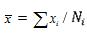 x̅ = ∑ xᵢ / Nᵢ